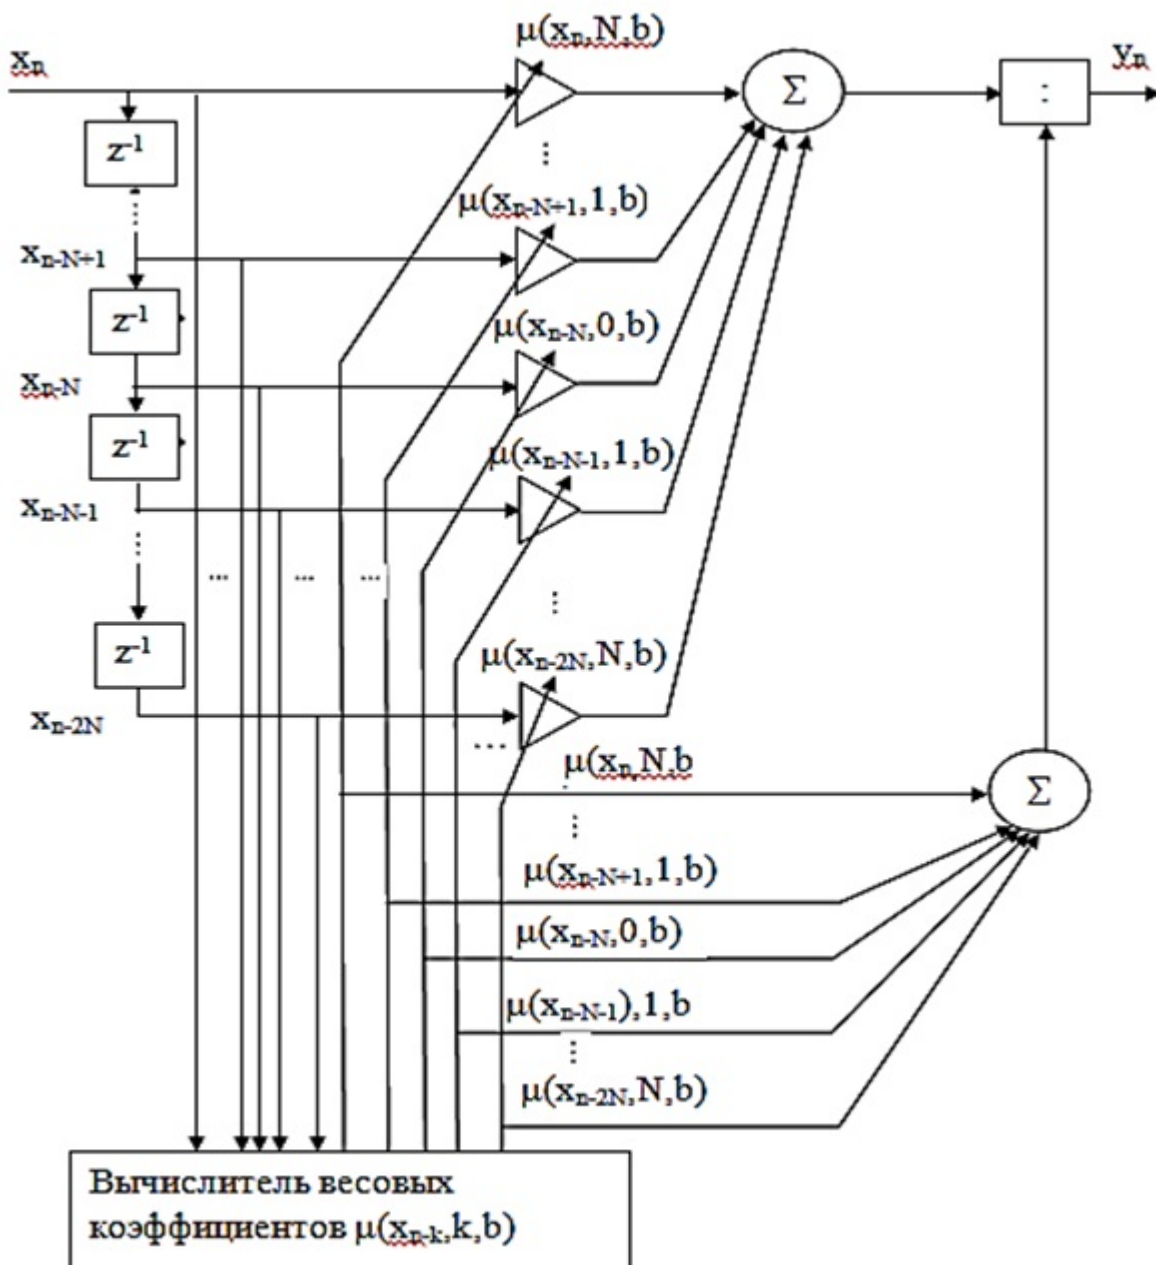 μ(xₙ,N,b)
xₙ
Σ
:
yₙ
z⁻¹
⋮
⋮
μ(xₙ₋N₊₁,1,b)
xₙ₋N₊₁
z⁻¹
μ(xₙ₋N,0,b)
xₙ₋N
z⁻¹
μ(xₙ₋N₋₁,1,b)
xₙ₋N₋₁
⋮
... ... ...
⋮
z⁻¹
μ(xₙ₋₂N,N,b)
xₙ₋₂N
...
μ(xₙ,N,b
Σ
⋮
μ(xₙ₋N₊₁,1,b)
μ(xₙ₋N,0,b)
μ(xₙ₋N₋₁),1,b
⋮
μ(xₙ₋₂N,N,b)
Вычислитель весовых
коэффициентов μ(xₙ₋ₖ,k,b)